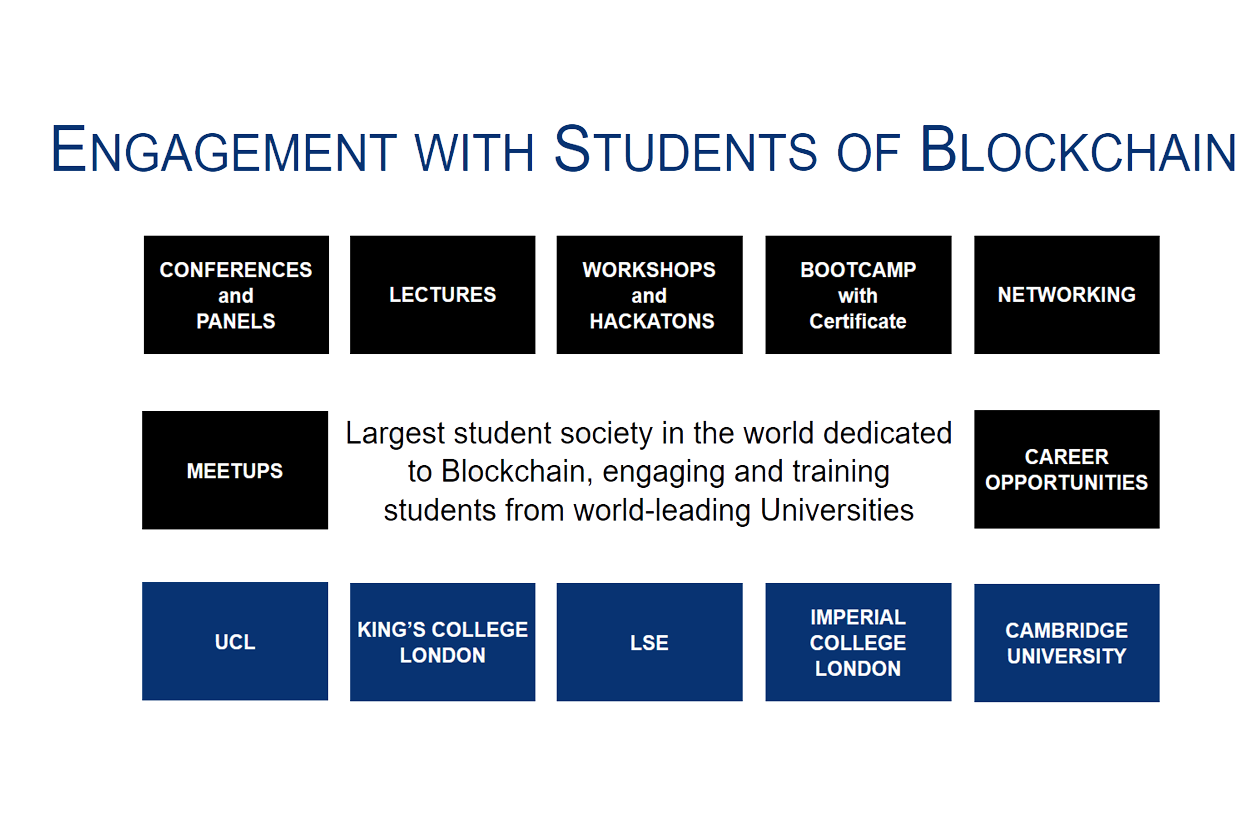 ENGAGEMENT WITH STUDENTS OF BLOCKCHAIN
CONFERENCES
and
PANELS
LECTURES
WORKSHOPS
and
HACKATONS
BOOTCAMP
with
Certificate
NETWORKING
MEETUPS
Largest student society in the world dedicated
to Blockchain, engaging and training
students from world-leading Universities
CAREER
OPPORTUNITIES
UCL
KING’S COLLEGE
LONDON
LSE
IMPERIAL
COLLEGE
LONDON
CAMBRIDGE
UNIVERSITY